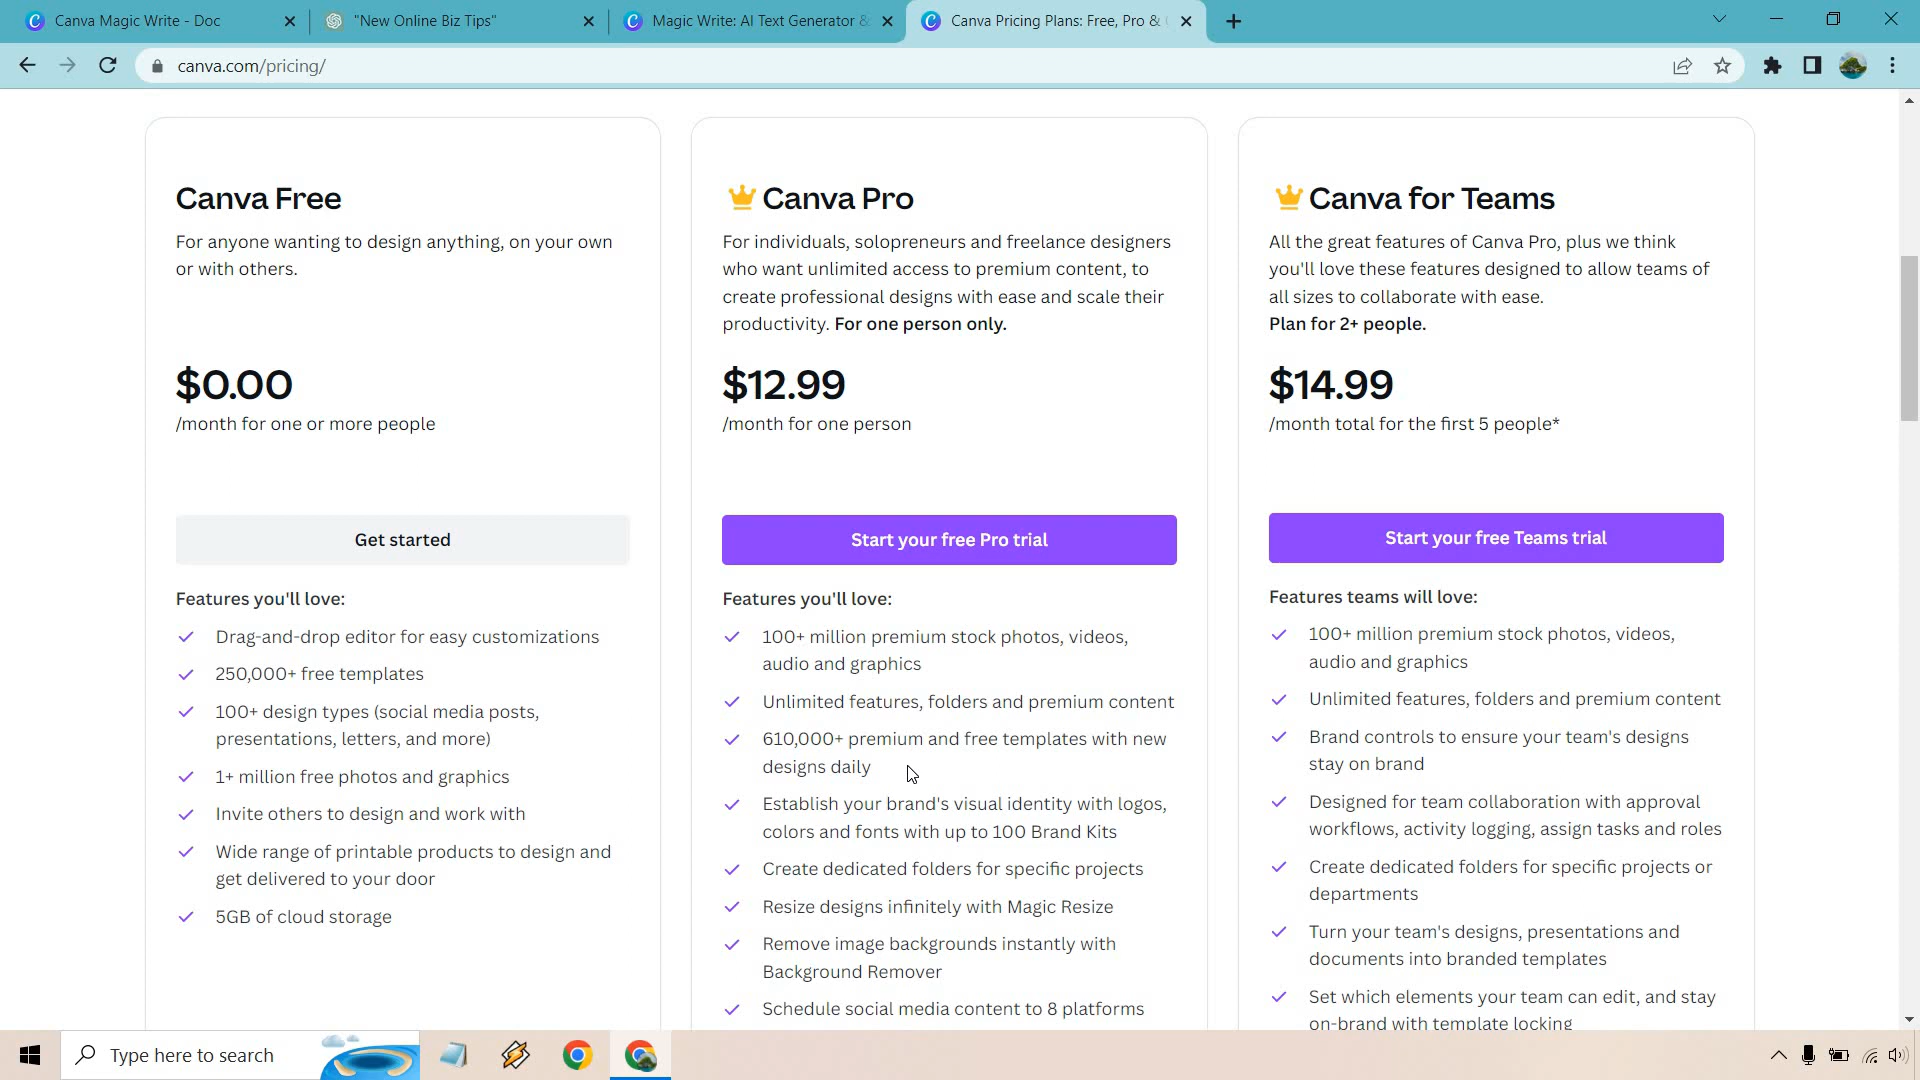 Canva Magic Write - Doc
"New Online Biz Tips"
Magic Write: AI Text Generator &
Canva Pricing Plans: Free, Pro &
canva.com/pricing/
Canva Free
For anyone wanting to design anything, on your own
or with others.
$0.00
/month for one or more people
Get started
Features you'll love:
Drag-and-drop editor for easy customizations
250,000+ free templates
100+ design types (social media posts,
presentations, letters, and more)
1+ million free photos and graphics
Invite others to design and work with
Wide range of printable products to design and
get delivered to your door
5GB of cloud storage
Canva Pro
For individuals, solopreneurs and freelance designers
who want unlimited access to premium content, to
create professional designs with ease and scale their
productivity. For one person only.
$12.99
/month for one person
Start your free Pro trial
Features you'll love:
100+ million premium stock photos, videos,
audio and graphics
Unlimited features, folders and premium content
610,000+ premium and free templates with new
designs daily
Establish your brand's visual identity with logos,
colors and fonts with up to 100 Brand Kits
Create dedicated folders for specific projects
Resize designs infinitely with Magic Resize
Remove image backgrounds instantly with
Background Remover
Schedule social media content to 8 platforms
Canva for Teams
All the great features of Canva Pro, plus we think
you'll love these features designed to allow teams of
all sizes to collaborate with ease.
Plan for 2+ people.
$14.99
/month total for the first 5 people*
Start your free Teams trial
Features teams will love:
100+ million premium stock photos, videos,
audio and graphics
Unlimited features, folders and premium content
Brand controls to ensure your team's designs
stay on brand
Designed for team collaboration with approval
workflows, activity logging, assign tasks and roles
Create dedicated folders for specific projects or
departments
Turn your team's designs, presentations and
documents into branded templates
Set which elements your team can edit, and stay
on-brand with template locking
Type here to search